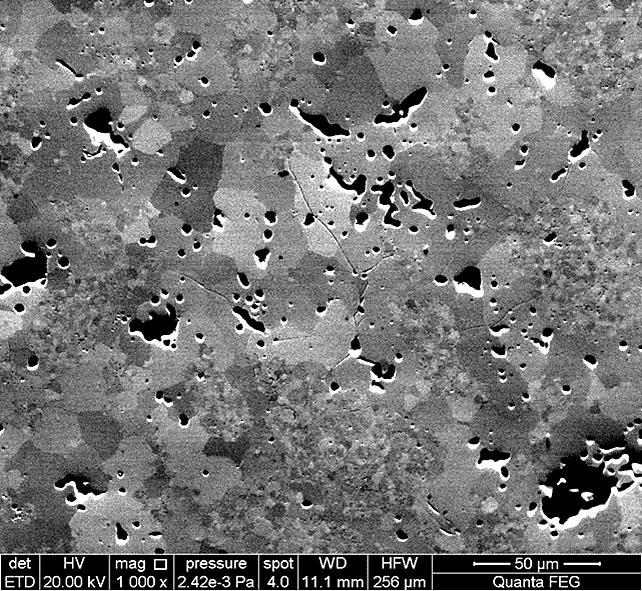 det HV mag □ pressure spot WD HFW 50 µm
ETD 20.00 kV 1 000 x 2.42e-3 Pa 4.0 11.1 mm 256 µm Quanta FEG